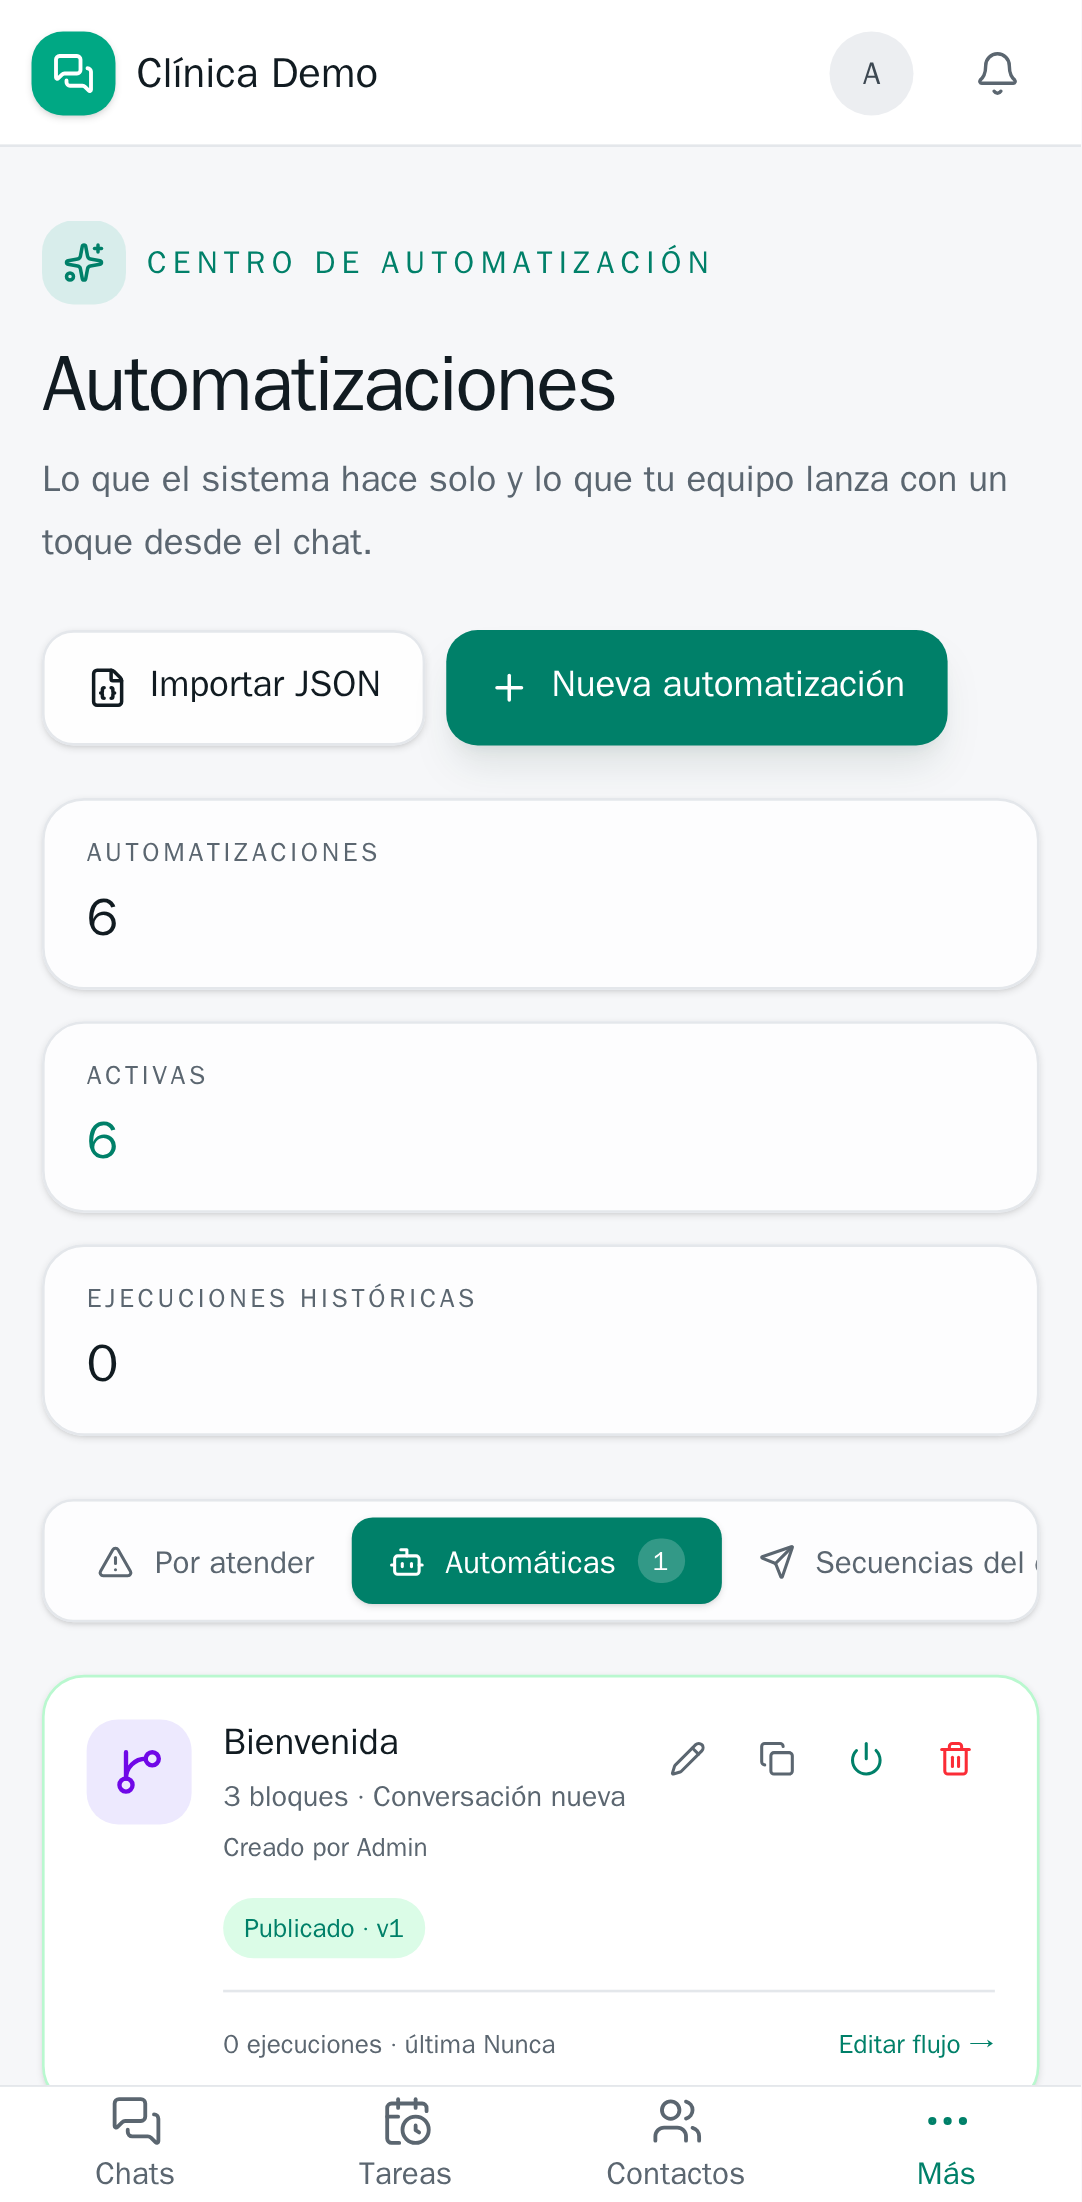 Clínica Demo
A
CENTRO DE AUTOMATIZACIÓN
Automatizaciones
Lo que el sistema hace solo y lo que tu equipo lanza con un
toque desde el chat.
Importar JSON
Nueva automatización
AUTOMATIZACIONES
6
ACTIVAS
6
EJECUCIONES HISTÓRICAS
0
Por atender
Automáticas 1
Secuencias del
Bienvenida
3 bloques · Conversación nueva
Creado por Admin
Publicado · v1
0 ejecuciones · última Nunca
Editar flujo →
Chats
Tareas
Contactos
Más